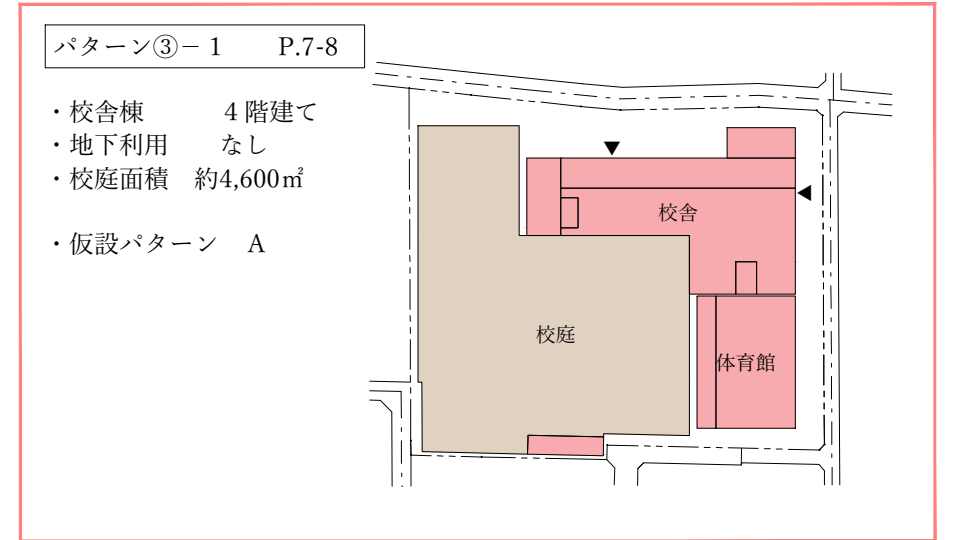 パターン③－１　　P.7-8
・校舎棟　　　　４階建て
・地下利用　　なし
・校庭面積　約4,600㎡
・仮設パターン　A
校舎
校庭
体育館